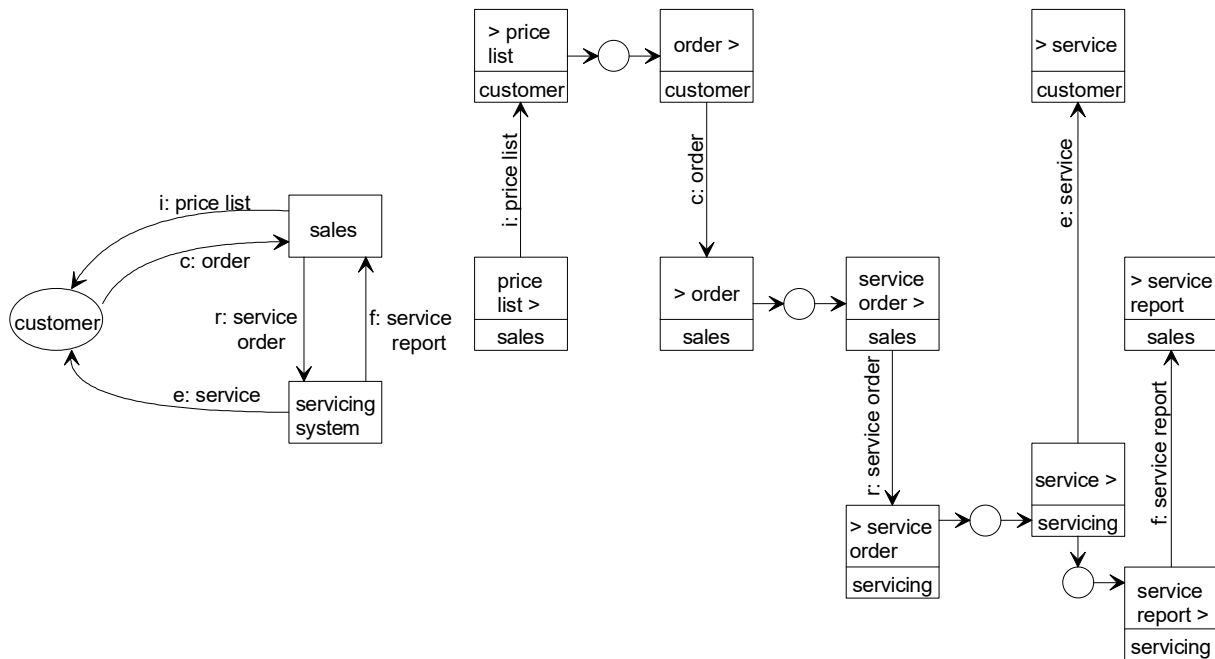 i: price list
sales
c: order
customer
r: service
order
f: service
report
e: service
servicing
system
> price
list
customer
order >
customer
> service
customer
i: price list
c: order
e: service
price
list >
sales
> order
sales
service
order >
sales
> service
report
sales
r: service order
f: service report
service >
servicing
> service
order
servicing
service
report >
servicing